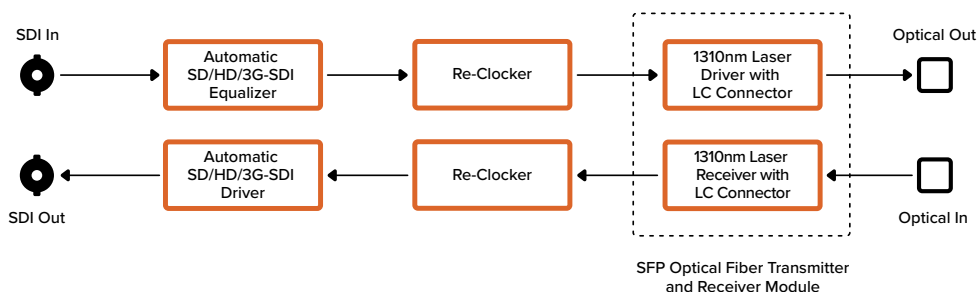 SDI In
Automatic
SD/HD/3G-SDI
Equalizer
Re-Clocker
1310nm Laser
Driver with
LC Connector
Optical Out
SDI Out
Automatic
SD/HD/3G-SDI
Driver
Re-Clocker
1310nm Laser
Receiver with
LC Connector
Optical In
SFP Optical Fiber Transmitter
and Receiver Module